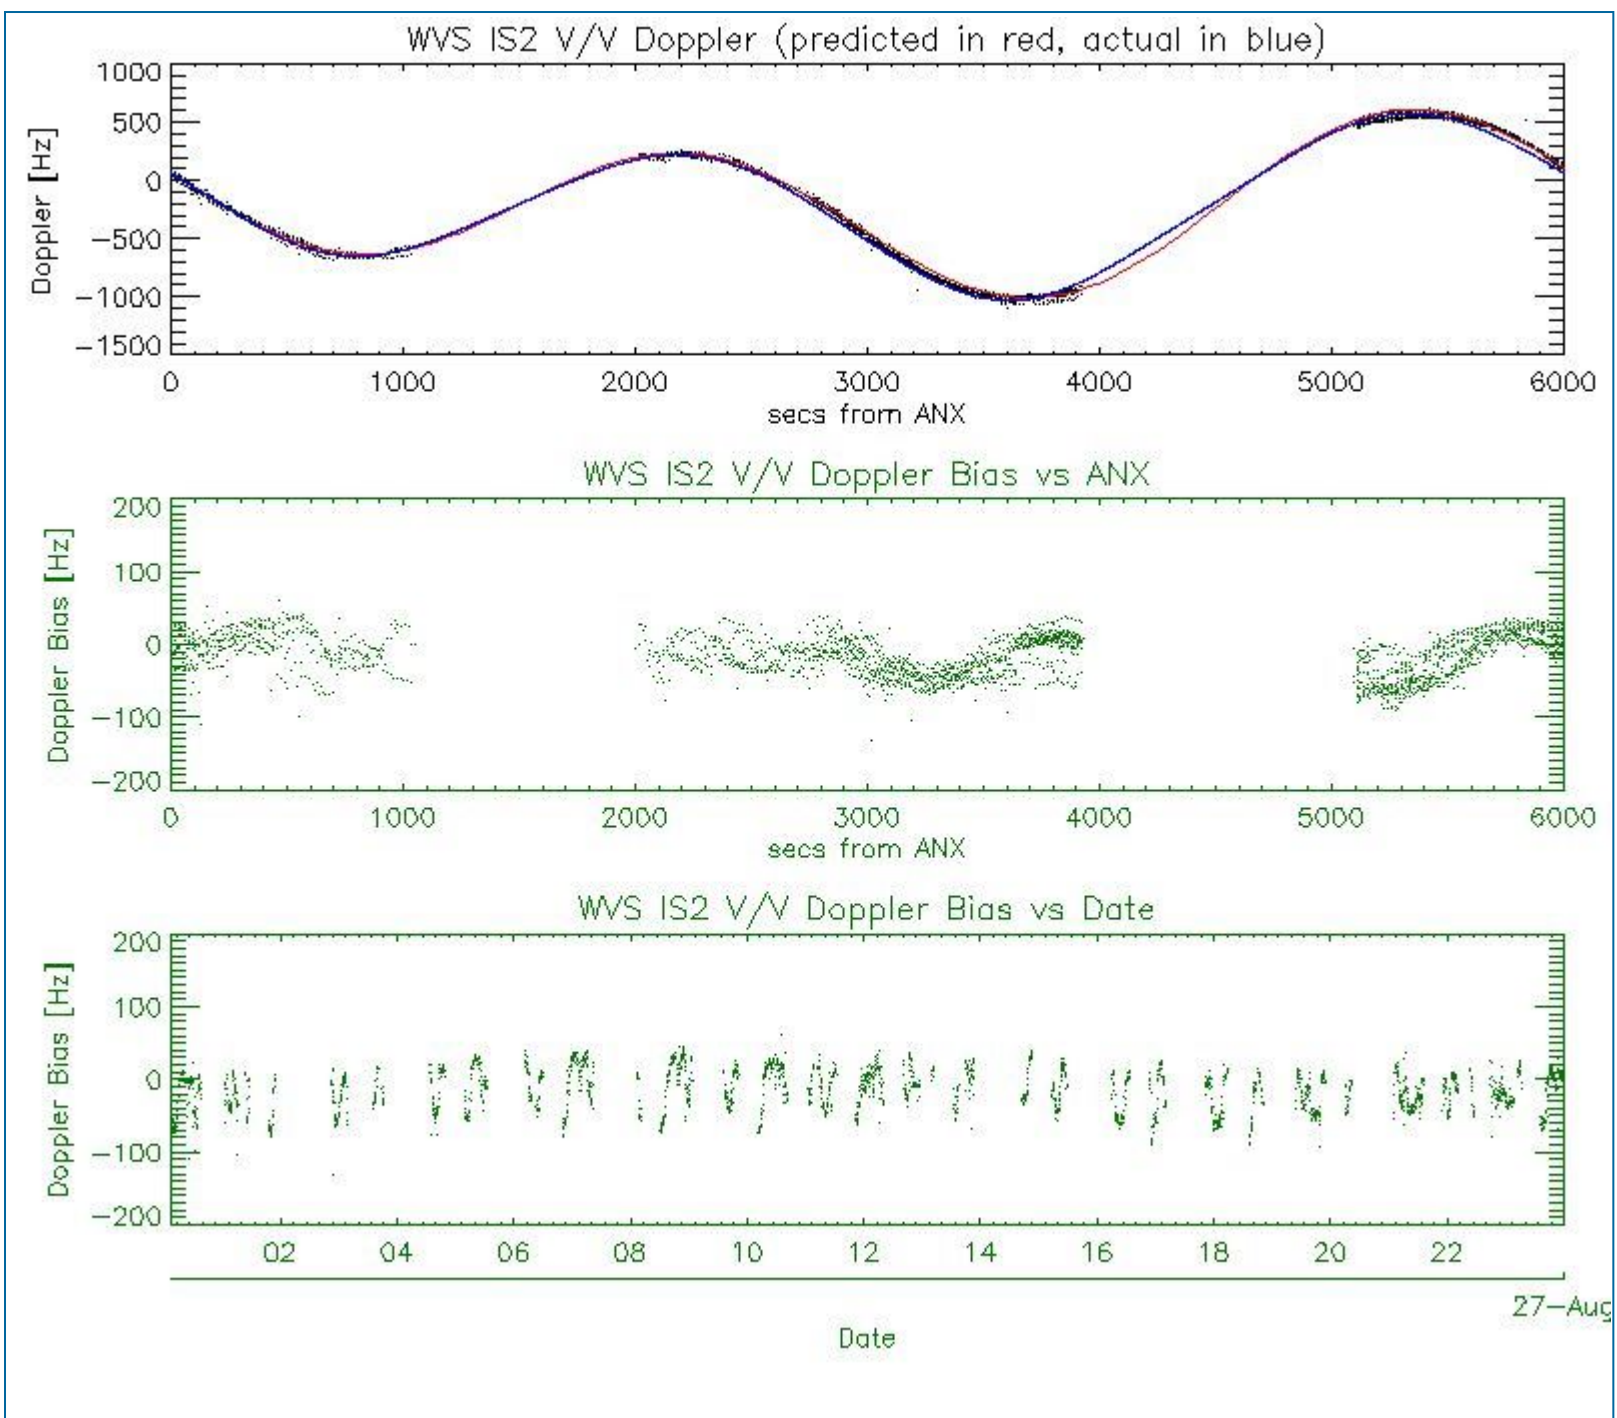 WVS IS2 V/V Doppler (predicted in red, actual in blue)
1000
500
0
−500
−1000
−1500
Doppler [Hz]
0 1000 2000 3000 4000 5000 6000
secs from ANX
WVS IS2 V/V Doppler Bias vs ANX
200
100
0
−100
−200
Doppler Bias [Hz]
0 1000 2000 3000 4000 5000 6000
secs from ANX
WVS IS2 V/V Doppler Bias vs Date
200
100
0
−100
−200
Doppler Bias [Hz]
02 04 06 08 10 12 14 16 18 20 22
27−Aug
Date